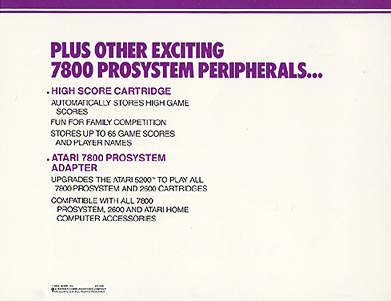 PLUS OTHER EXCITING
7800 PROSYSTEM PERIPHERALS...
• HIGH SCORE CARTRIDGE
AUTOMATICALLY STORES HIGH GAME
SCORES
FUN FOR FAMILY COMPETITION
STORES UP TO 65 GAME SCORES
AND PLAYER NAMES
• ATARI 7800 PROSYSTEM
ADAPTER
UPGRADES THE ATARI 5200™ TO PLAY ALL
7800 PROSYSTEM AND 2600 CARTRIDGES
COMPATIBLE WITH ALL 7800
PROSYSTEM, 2600 AND ATARI HOME
COMPUTER ACCESSORIES